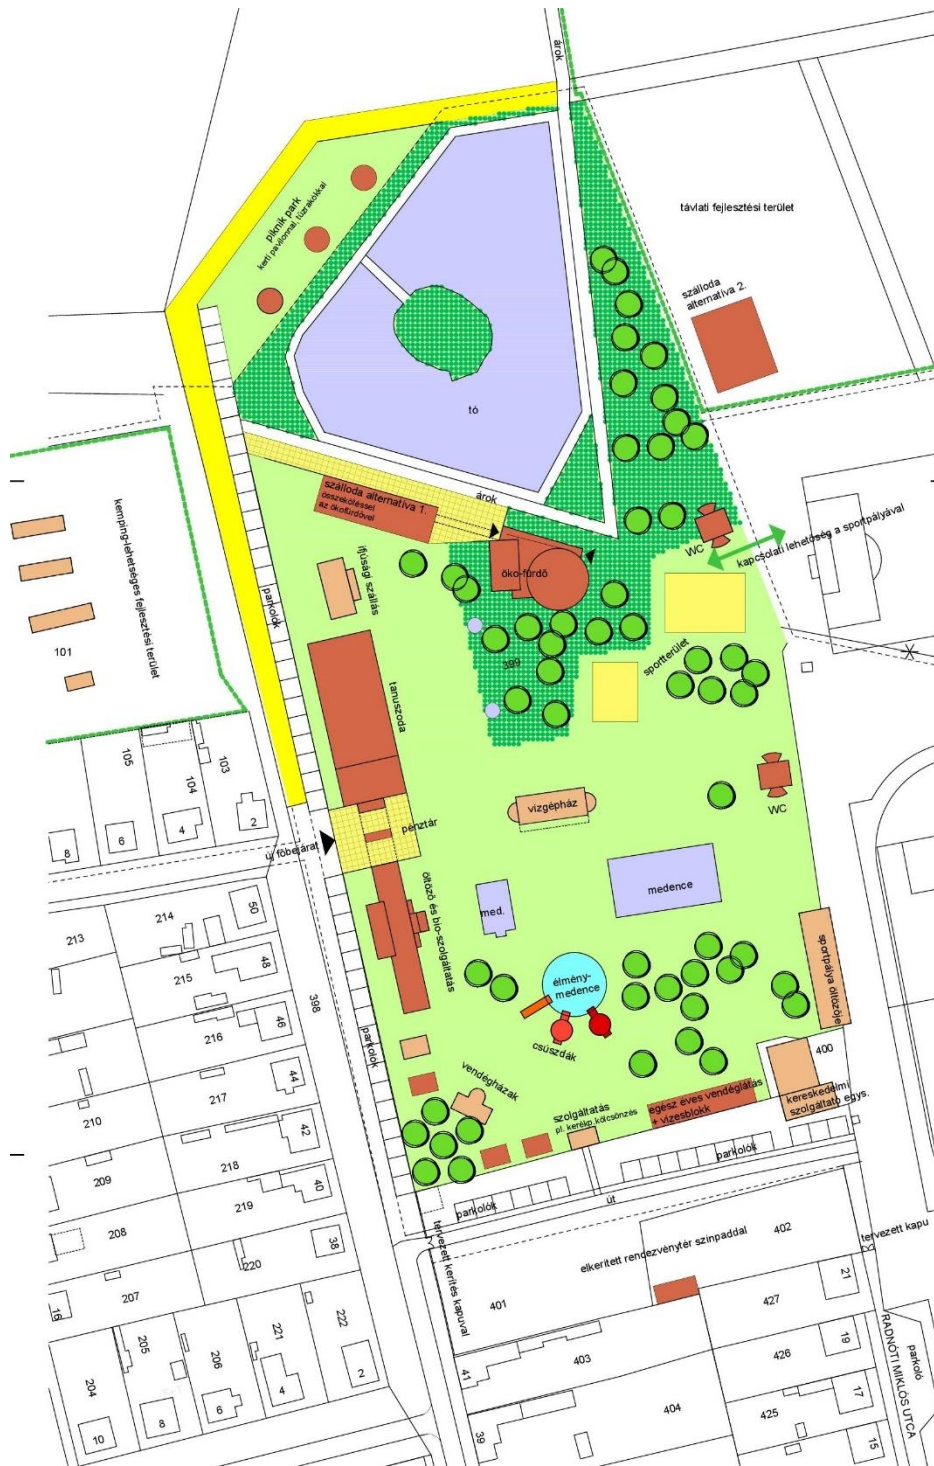 árok
távlati fejlesztési terület
piknik park
kerti pavilonnal, tűzrakókkal
szálloda
alternatíva 2.
tó
szálloda alternatíva 1.
összekötéssel
az ökofürdővel
árok
WC
kapcsolati lehetőség a sportpályával
kemping-lehetséges fejlesztési terület
101
parkolók
ifjúsági szállás
öko-fürdő
399
sportterület
tanuszoda
105
104
103
8
6
4
2
vízgépház
WC
pénztár
új főbejárat
medence
med.
öltöző és bio-szolgáltatás
sportpálya öltözője
213
214
50
215
48
398
élmény-
medence
csúszdák
216
46
parkolók
400
217
44
210
vendégházak
kereskedelmi
szolgáltató egys.
egész éves vendéglátás
+ vizesblokk
szolgáltatás
pl. kerékp.kölcsönzés
42
218
209
40
219
208
parkolók
parkolók
út
38
220
207
16
tervezett kerítés kapuval
elkerített rendezvénytér színpaddal
402
tervezett kapu
401
21
427
RADNÓTI MIKLÓS UTCA
parkoló
205
206
221
222
204
10
8
6
4
2
41
403
426
19
39
404
425
17
15